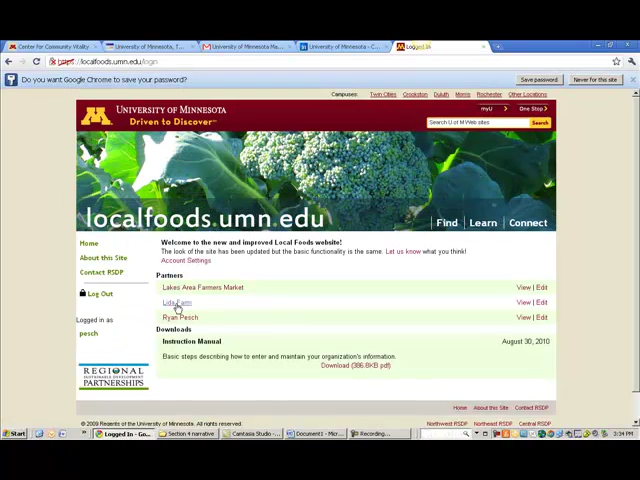 Center for Community Vitality
University of Minnesota, T...
University of Minnesota Ma...
University of Minnesota - C...
Logged In
https://localfoods.umn.edu/login
Do you want Google Chrome to save your password?
Save password
Never for this site
Campuses: Twin Cities Crookston Duluth Morris Rochester Other Locations
University of Minnesota
Driven to Discover℠
myU
One Stop
Search U of M Web sites
Search
localfoods.umn.edu
Find | Learn | Connect
Home
About this Site
Contact RSDP
Log Out
Logged in as
pesch
REGIONAL
SUSTAINABLE DEVELOPMENT
PARTNERSHIPS
Welcome to the new and improved Local Foods website!
The look of the site has been updated but the basic functionality is the same. Let us know what you think!
Account Settings
Partners
Lakes Area Farmers Market View | Edit
Lida Farm View | Edit
Ryan Pesch View | Edit
Downloads
Instruction Manual August 30, 2010
Basic steps describing how to enter and maintain your organization's information.
Download (386.8KB pdf)
Home About this Site Contact RSDP
© 2009 Regents of the University of Minnesota. All rights reserved.
Northwest RSDP Northeast RSDP Central RSDP
Start
Logged In - Go...
Section 4 narrative
Camtasia Studio - ...
Document1 - Micr...
Recording...
3:34 PM